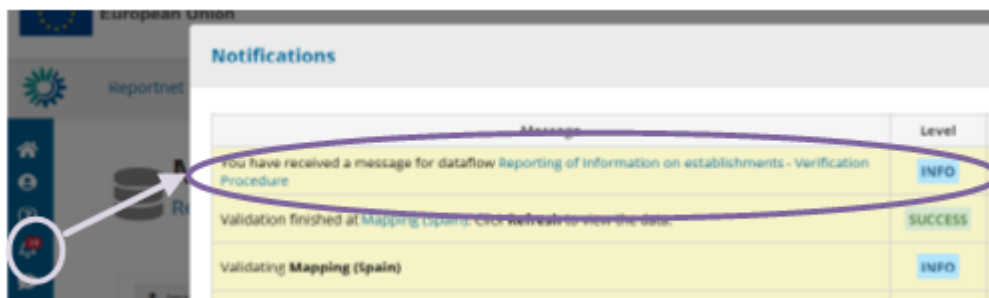 European Union
Notifications
Reportnet
Message Level
You have received a message for dataflow Reporting of Information on establishments - Verification
Procedure
INFO
Validation finished at Mapping (Spain). Click Refresh to view the data.
SUCCESS
Validating Mapping (Spain)
INFO